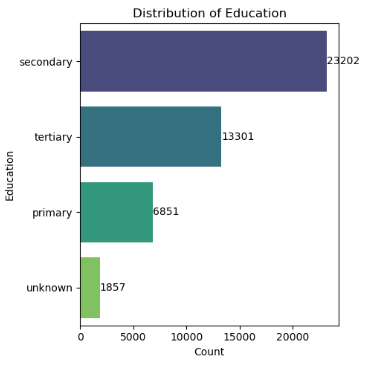 Distribution of Education
Education
secondary
23202
tertiary
13301
primary
6851
unknown
1857
0 5000 10000 15000 20000
Count